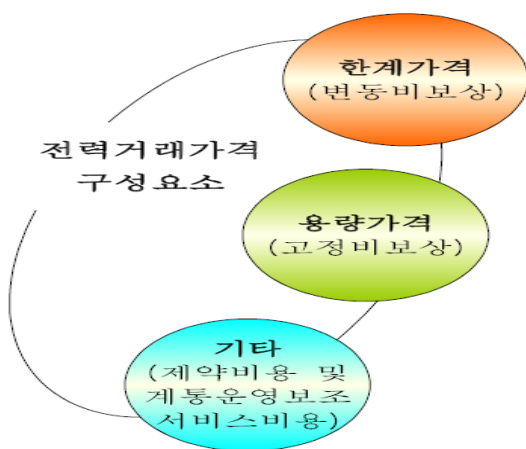 한계가격
(변동비보상)
전력거래가격
구성요소
용량가격
(고정비보상)
기타
(제약비용 및
계통운영보조
서비스비용)